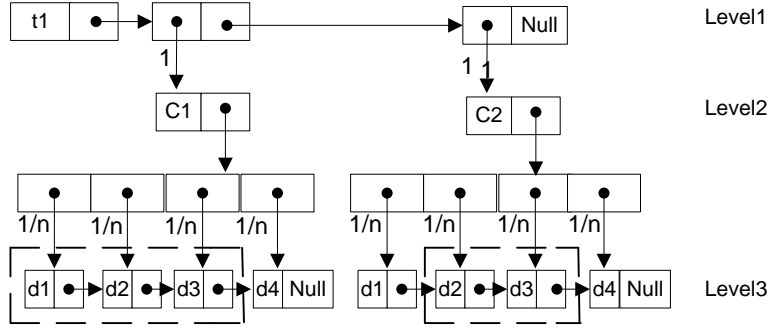 t1 Null Level1
1 1 1
C1 C2 Level2
1/n 1/n 1/n 1/n 1/n 1/n 1/n 1/n
d1 d2 d3 d4 Null d1 d2 d3 d4 Null Level3